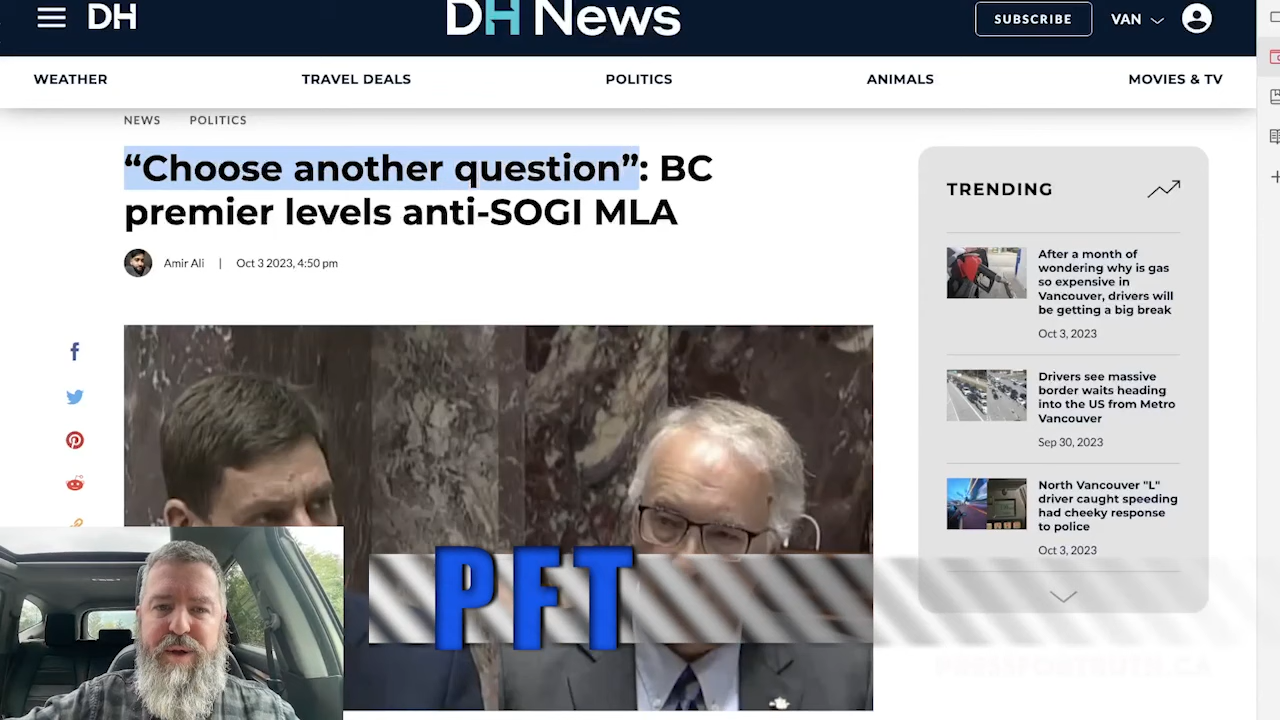 DH
DH News
SUBSCRIBE
VAN
WEATHER
TRAVEL DEALS
POLITICS
ANIMALS
MOVIES & TV
NEWS
POLITICS
“Choose another question”: BC
premier levels anti-SOGI MLA
Amir Ali | Oct 3 2023, 4:50 pm
TRENDING
After a month of
wondering why is gas
so expensive in
Vancouver, drivers will
be getting a big break
Oct 3, 2023
Drivers see massive
border waits heading
into the US from Metro
Vancouver
Sep 30, 2023
North Vancouver "L"
driver caught speeding
had cheeky response
to police
Oct 3, 2023
PFT
PRESSFORTRUTH.CA